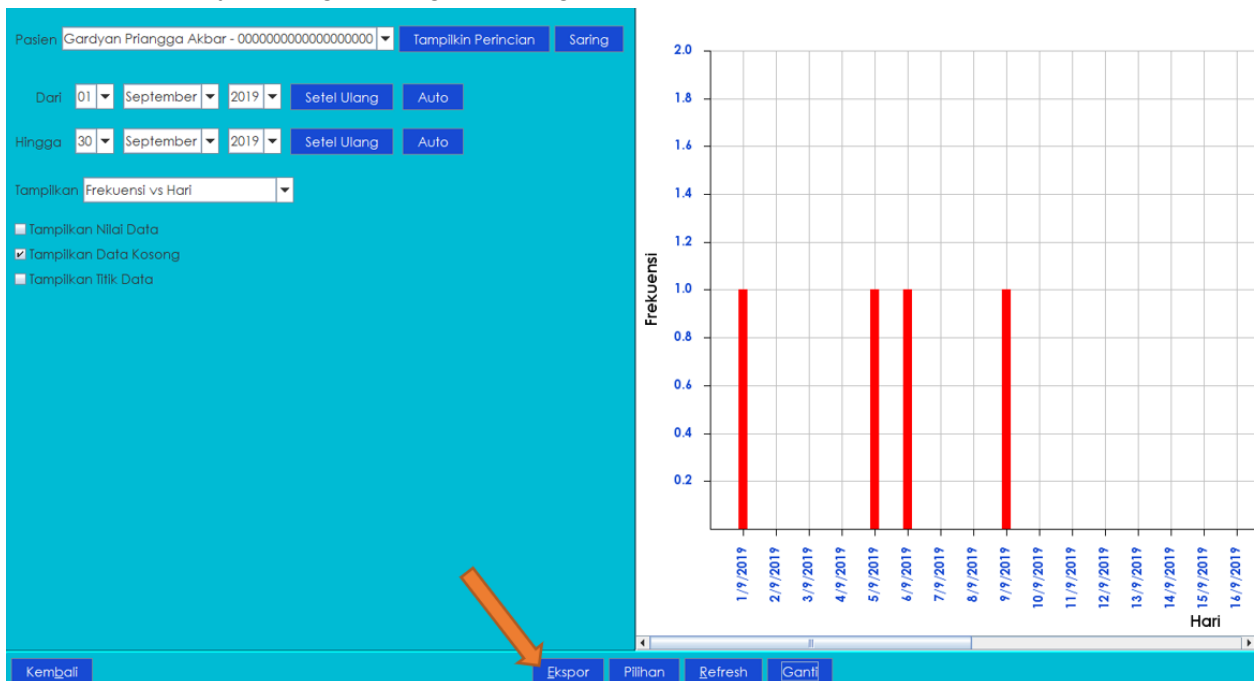 Pasien Gardyan Priangga Akbar - 0000000000000000000 Tampilkin Perincian Saring
Dari 01 September 2019 Setel Ulang Auto
Hingga 30 September 2019 Setel Ulang Auto
Tampilkan Frekuensi vs Hari
Tampilkan Nilai Data
Tampilkan Data Kosong
Tampilkan Titik Data
2.0
1.8
1.6
1.4
1.2
1.0
0.8
0.6
0.4
0.2
Frekuensi
1/9/2019
2/9/2019
3/9/2019
4/9/2019
5/9/2019
6/9/2019
7/9/2019
8/9/2019
9/9/2019
10/9/2019
11/9/2019
12/9/2019
13/9/2019
14/9/2019
15/9/2019
16/9/2019
Hari
Kembali Ekspor Pilihan Refresh Ganti